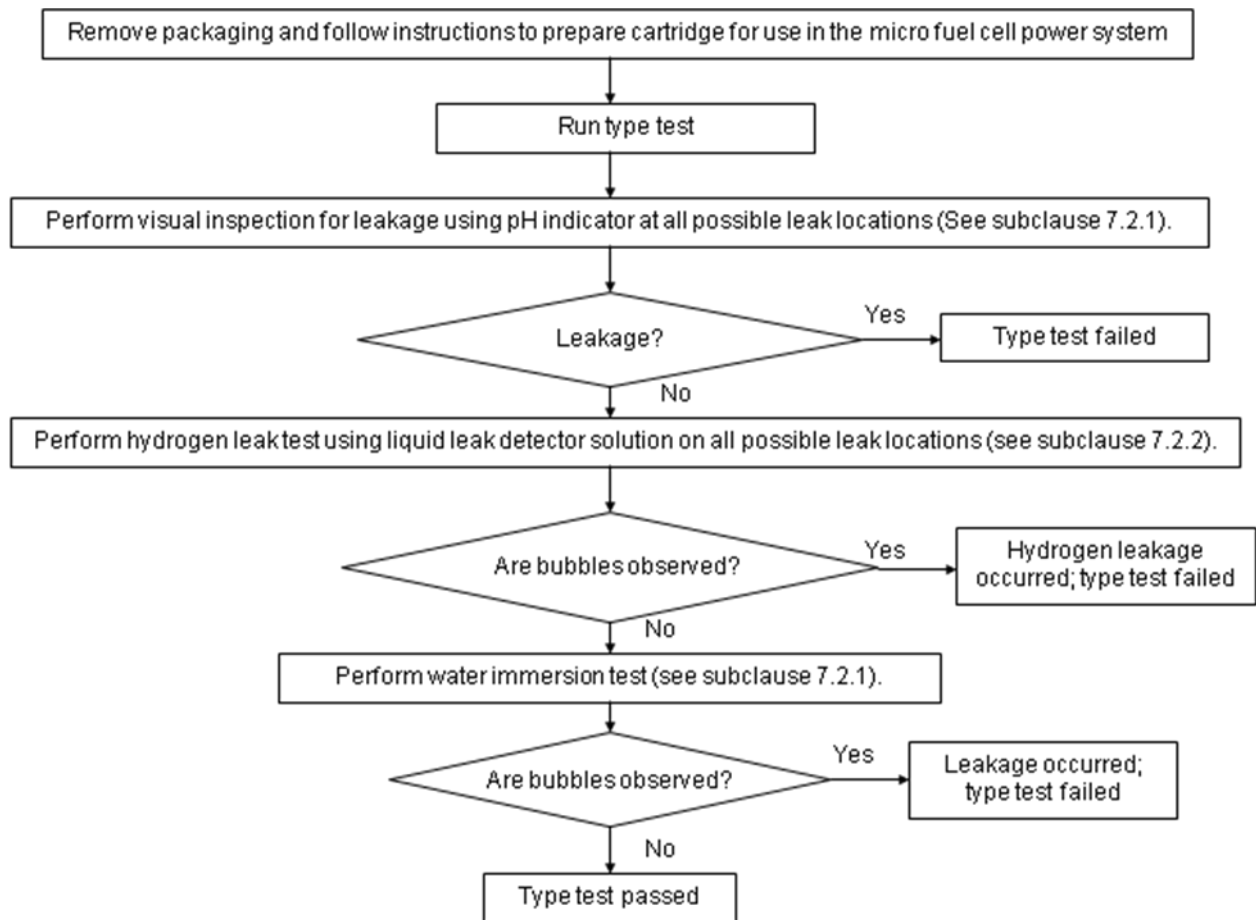 Remove packaging and follow instructions to prepare cartridge for use in the micro fuel cell power system
Run type test
Perform visual inspection for leakage using pH indicator at all possible leak locations (See subclause 7.2.1).
Leakage?
Yes
Type test failed
No
Perform hydrogen leak test using liquid leak detector solution on all possible leak locations (see subclause 7.2.2).
Are bubbles observed?
Yes
Hydrogen leakage
occurred; type test failed
No
Perform water immersion test (see subclause 7.2.1).
Are bubbles observed?
Yes
Leakage occurred;
type test failed
No
Type test passed